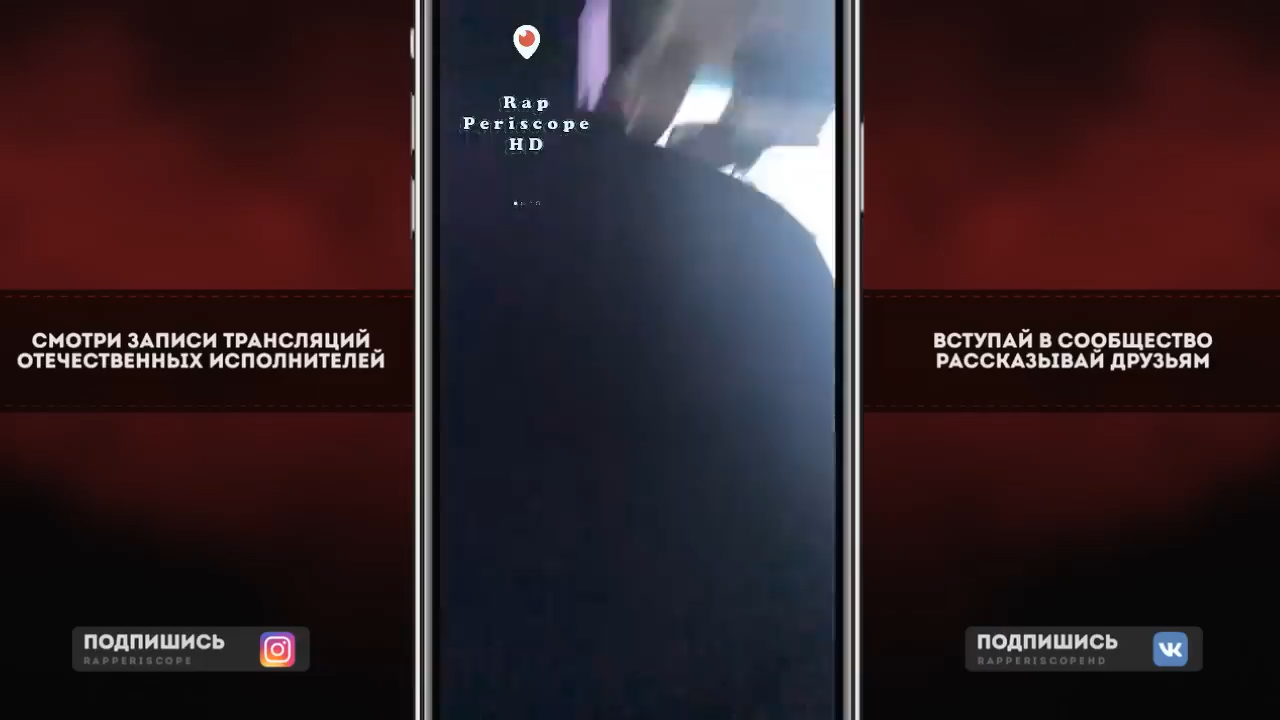 Rap
Periscope
HD
СМОТРИ ЗАПИСИ ТРАНСЛЯЦИЙ
ОТЕЧЕСТВЕННЫХ ИСПОЛНИТЕЛЕЙ
ВСТУПАЙ В СООБЩЕСТВО
РАССКАЗЫВАЙ ДРУЗЬЯМ
ПОДПИШИСЬ
RAPPERISCOPE
ПОДПИШИСЬ
RAPPERISCOPEHD